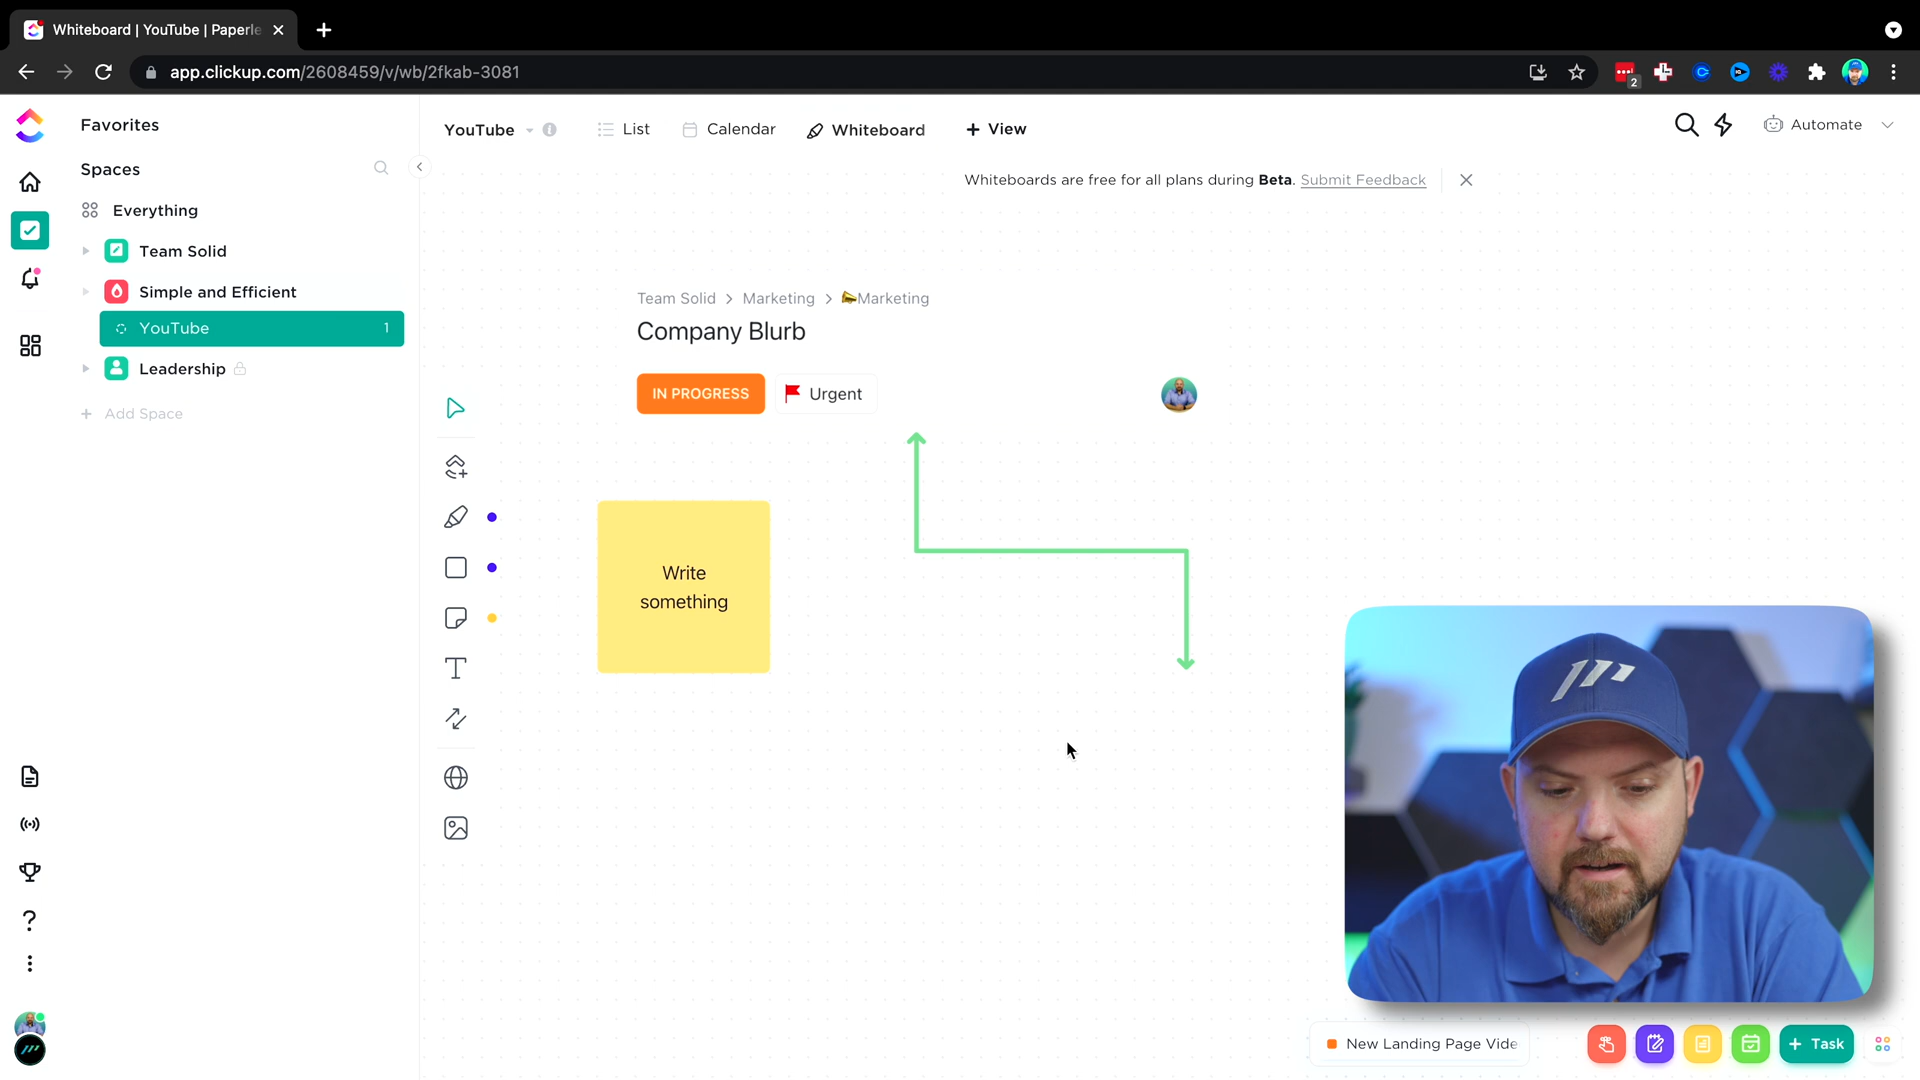 Whiteboard | YouTube | Paperle
app.clickup.com/2608459/v/wb/2fkab-3081
2
Favorites
Spaces
Everything
Team Solid
Simple and Efficient
YouTube 1
Leadership
+ Add Space
YouTube List Calendar Whiteboard + View
Automate
Whiteboards are free for all plans during Beta. Submit Feedback
Team Solid > Marketing > Marketing
Company Blurb
IN PROGRESS Urgent
Write
something
New Landing Page Vide
+ Task